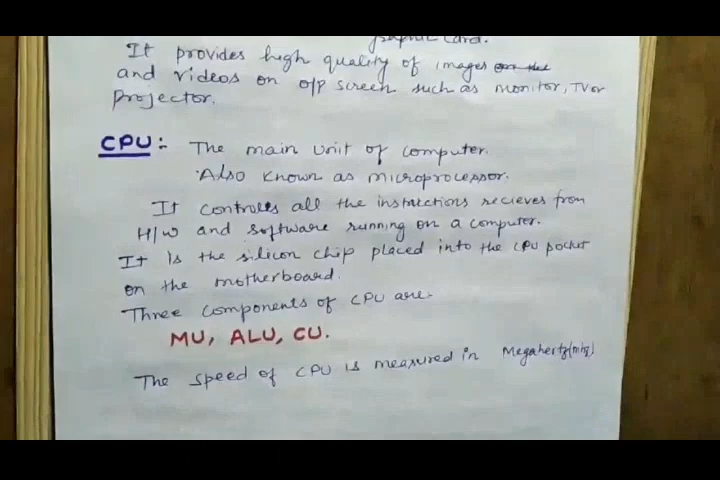 graphic card.
It provides high quality of images on the
and videos on o/p screen such as monitor, TV or
projector.
CPU:- The main unit of computer.
Also known as microprocessor.
It controlls all the instructions recieves from
H/W and software running on a computer.
It is the silicon chip placed into the CPU pocket
on the motherboard.
Three components of CPU are-
MU, ALU, CU.
The speed of CPU is measured in Megahertz(mhz)